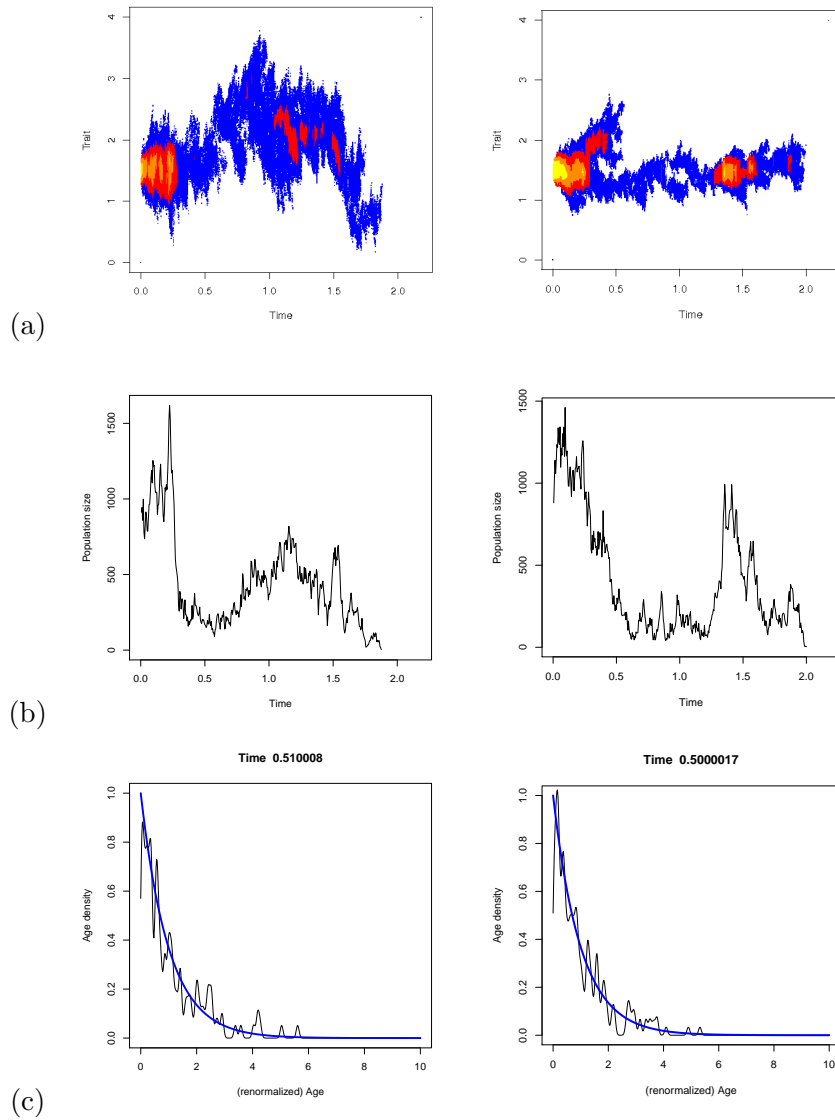 4
3
2
1
0
Trait
0.0 0.5 1.0 1.5 2.0
Time
4
3
2
1
0
Trait
0.0 0.5 1.0 1.5 2.0
Time
(a)
1500
1000
500
0
Population size
0.0 0.5 1.0 1.5 2.0
Time
1500
1000
500
0
Population size
0.0 0.5 1.0 1.5 2.0
Time
(b)
Time 0.510008
1.0
0.8
0.6
0.4
0.2
0.0
Age density
0 2 4 6 8 10
(renormalized) Age
Time 0.5000017
1.0
0.8
0.6
0.4
0.2
0.0
Age density
0 2 4 6 8 10
(renormalized) Age
(c)